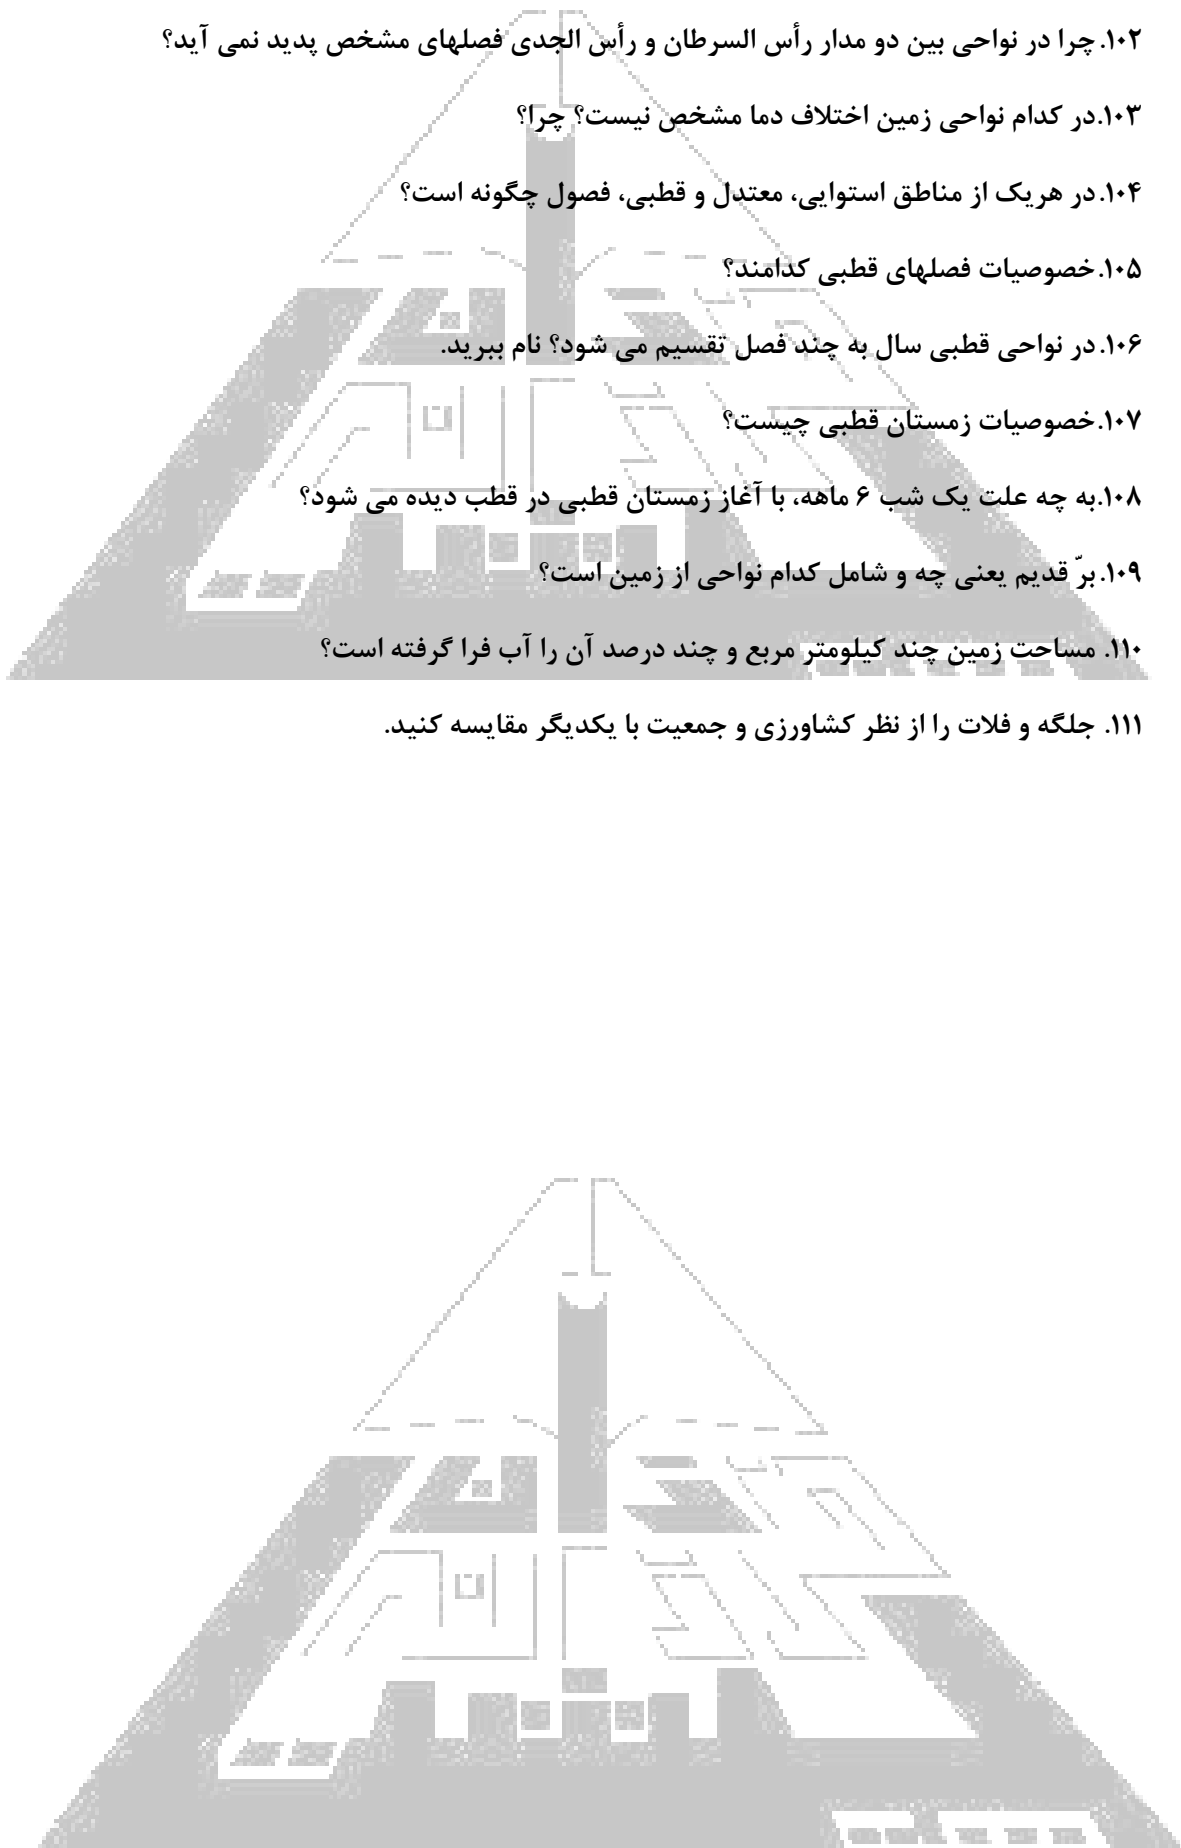 ۱۰۲.چرا در نواحی بین دو مدار رأس السرطان و رأس الجدی فصلهای مشخص پدید نمی آید؟
۱۰۳.در کدام نواحی زمین اختلاف دما مشخص نیست؟ چرا؟
۱۰۴.در هریک از مناطق استوایی، معتدل و قطبی، فصول چگونه است؟
۱۰۵.خصوصیات فصلهای قطبی کدامند؟
۱۰۶.در نواحی قطبی سال به چند فصل تقسیم می شود؟ نام ببرید.
۱۰۷.خصوصیات زمستان قطبی چیست؟
۱۰۸.به چه علت یک شب ۶ ماهه، با آغاز زمستان قطبی در قطب دیده می شود؟
۱۰۹.برّ قدیم یعنی چه و شامل کدام نواحی از زمین است؟
۱۱۰. مساحت زمین چند کیلومتر مربع و چند درصد آن را آب فرا گرفته است؟
۱۱۱. جلگه و فلات را از نظر کشاورزی و جمعیت با یکدیگر مقایسه کنید.